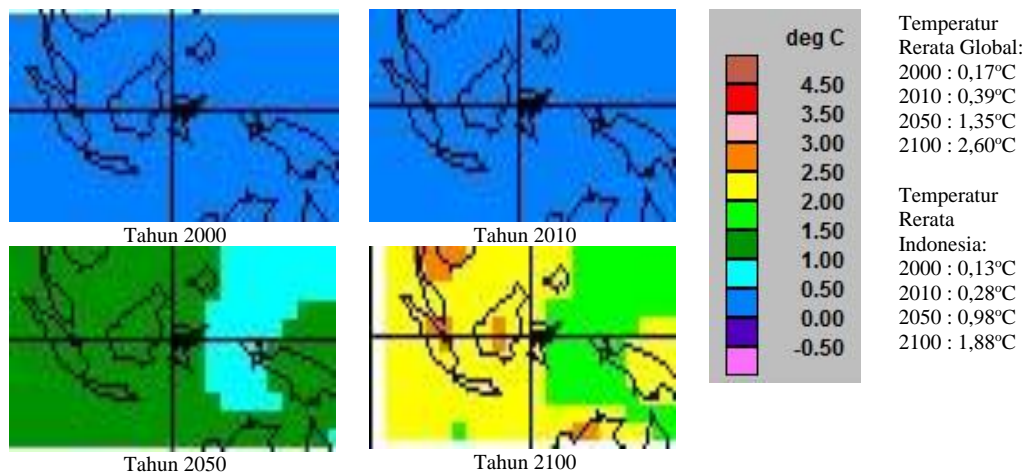 Tahun 2000
Tahun 2010
Tahun 2050
Tahun 2100
deg C
4.50
3.50
3.00
2.50
2.00
1.50
1.00
0.50
0.00
-0.50
Temperatur
Rerata Global:
2000 : 0,17ºC
2010 : 0,39ºC
2050 : 1,35ºC
2100 : 2,60ºC
Temperatur
Rerata
Indonesia:
2000 : 0,13ºC
2010 : 0,28ºC
2050 : 0,98ºC
2100 : 1,88ºC